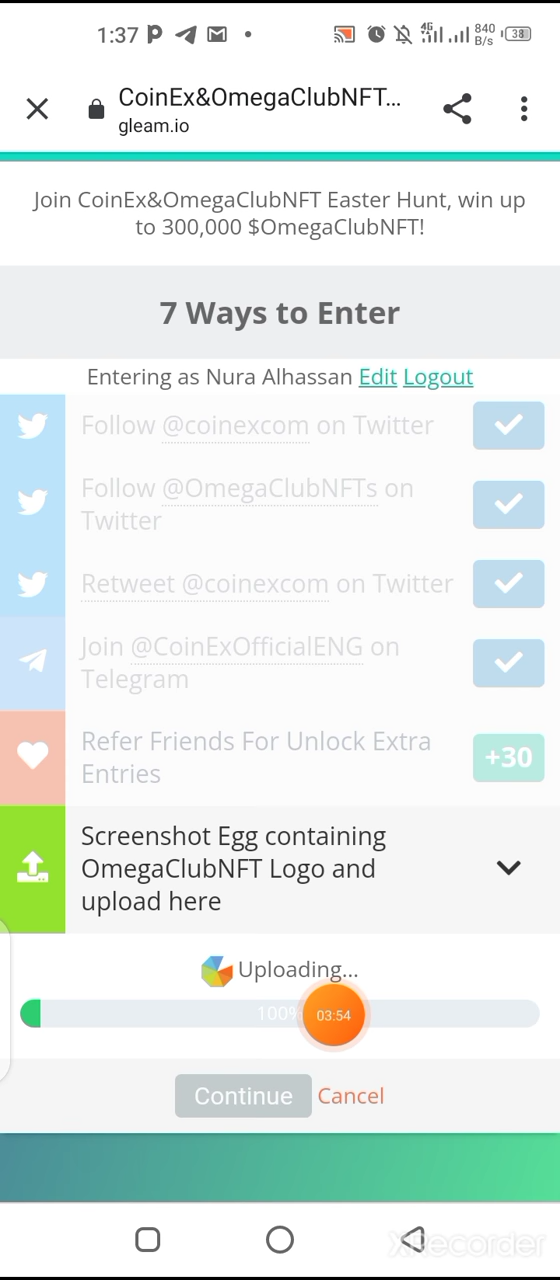 1:37
4G
840
B/s
38
CoinEx&OmegaClubNFT...
gleam.io
Join CoinEx&OmegaClubNFT Easter Hunt, win up
to 300,000 $OmegaClubNFT!
7 Ways to Enter
Entering as Nura Alhassan Edit Logout
Follow @coinexcom on Twitter
Follow @OmegaClubNFTs on
Twitter
Retweet @coinexcom on Twitter
Join @CoinExOfficialENG on
Telegram
Refer Friends For Unlock Extra
Entries
+30
Screenshot Egg containing
OmegaClubNFT Logo and
upload here
Uploading...
100%
03:54
Continue Cancel
XRecorder